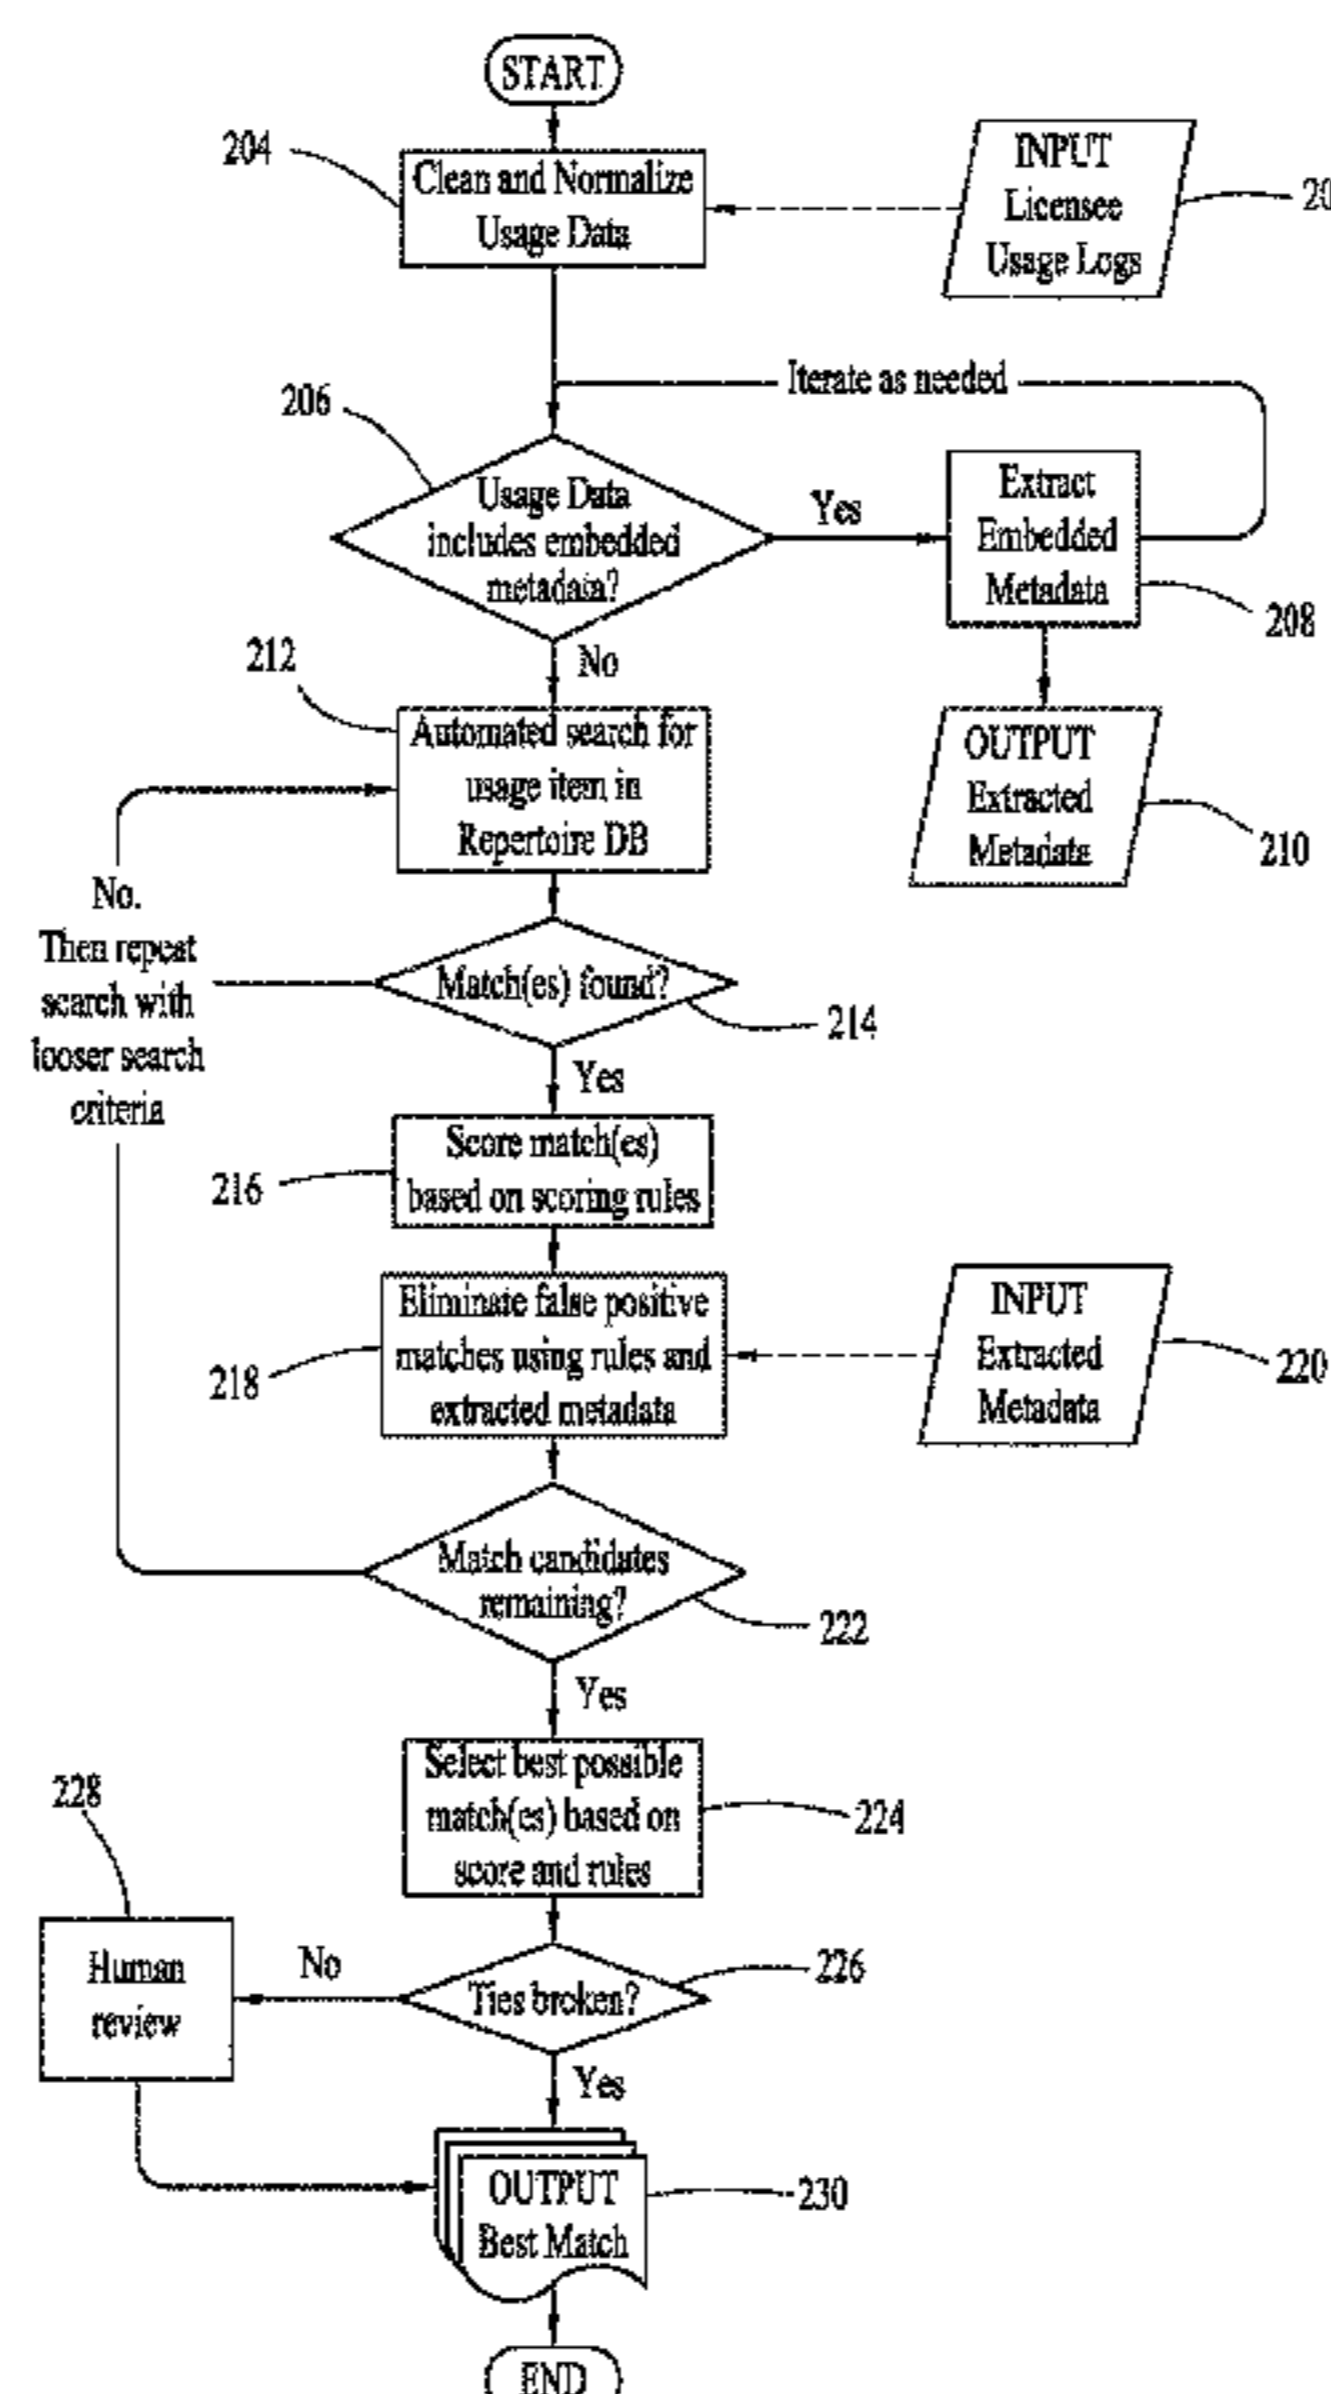 START
204
Clean and Normalize
Usage Data
INPUT
Licensee
Usage Logs
20
Iterate as needed
206
Usage Data
includes embedded
metadata?
Yes
Extract
Embedded
Metadata
208
No
212
Automated search for
usage item in
Repertoire DB
OUTPUT
Extracted
Metadata
210
No.
Then repeat
search with
looser search
criteria
Match(es) found?
214
Yes
Score match(es)
based on scoring rules
216
Eliminate false positive
matches using rules and
extracted metadata
218
INPUT
Extracted
Metadata
220
Match candidates
remaining?
222
Yes
Select best possible
match(es) based on
score and rules
224
228
Human
review
No
Ties broken?
226
Yes
OUTPUT
Best Match
230
END